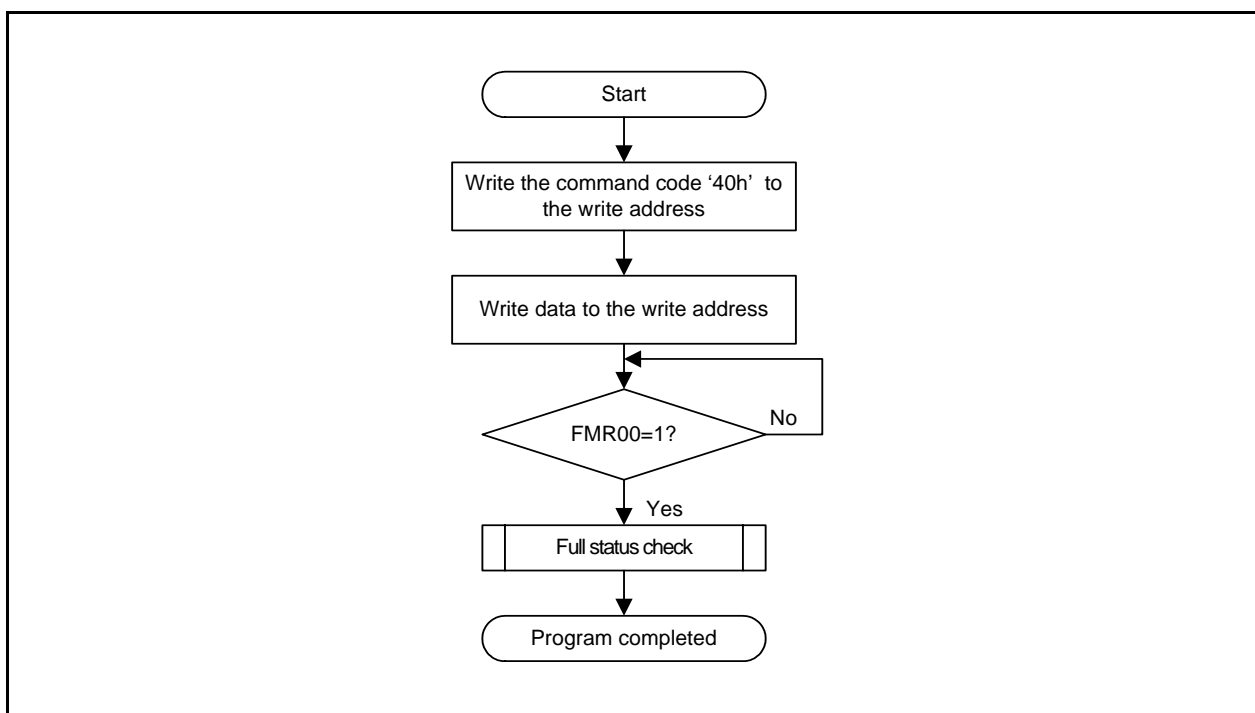 Start
Write the command code ‘40h’ to
the write address
Write data to the write address
FMR00=1?
No
Yes
Full status check
Program completed